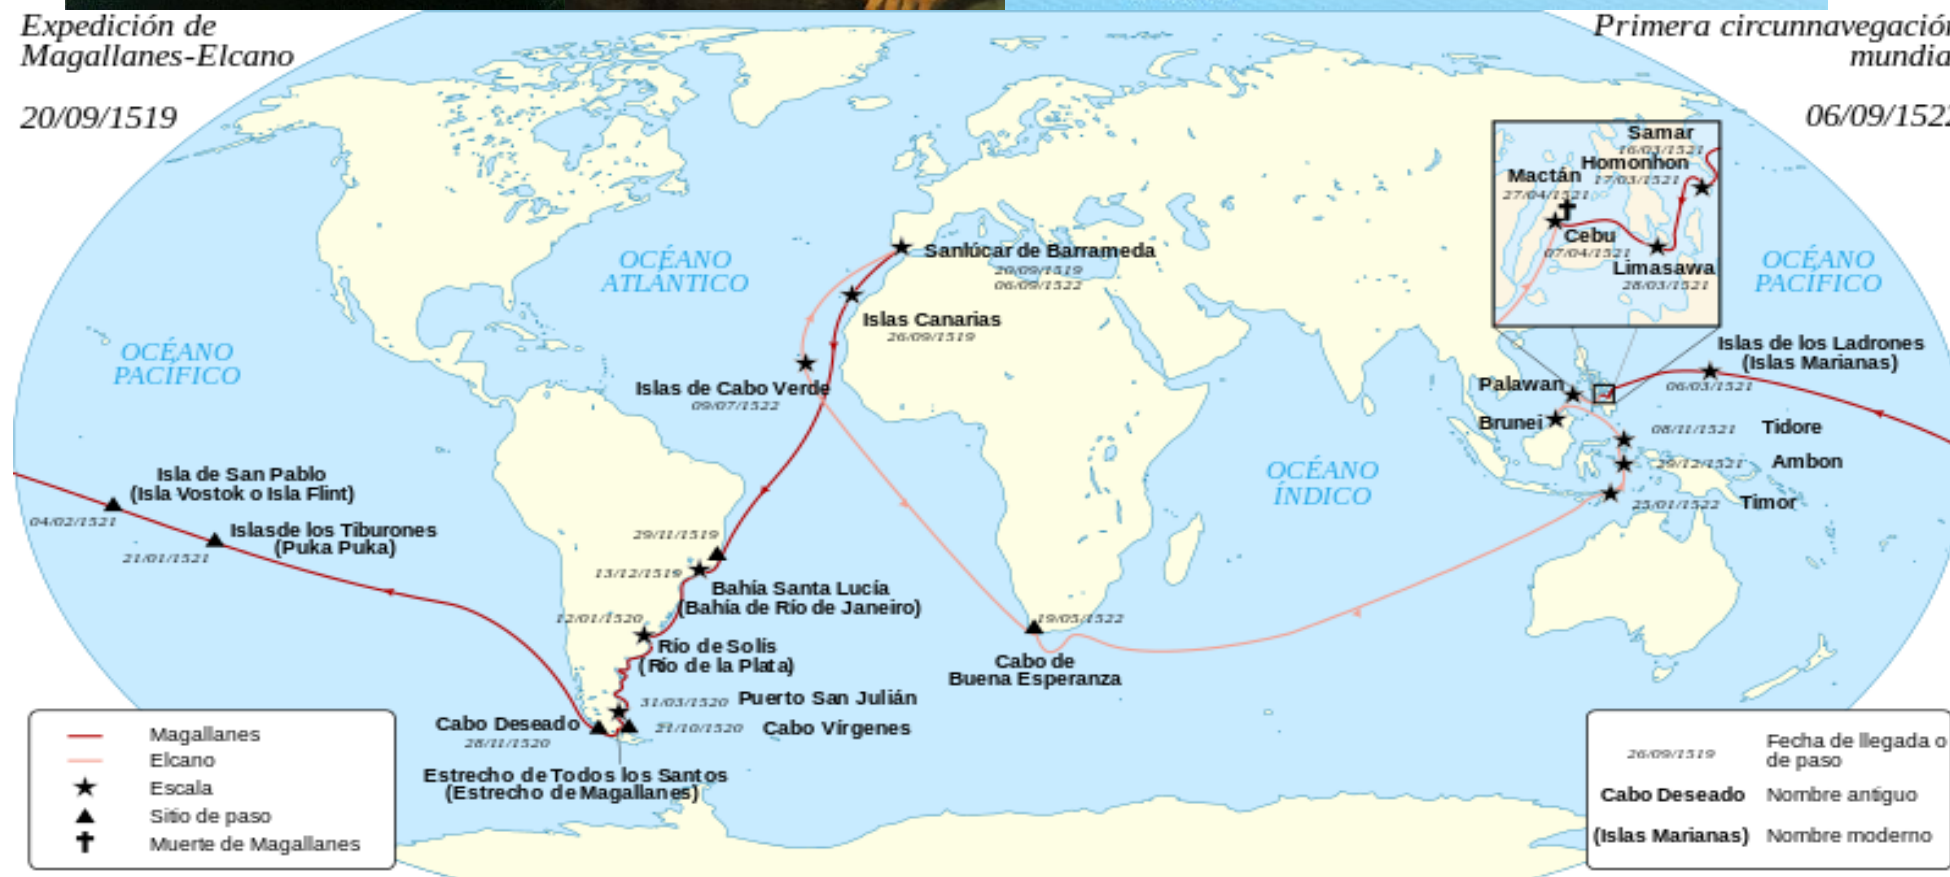 Expedición de
Magallanes-Elcano
20/09/1519
Primera circunnavegación
mundia
06/09/1522
Samar
16/03/1521
Homonhon
17/03/1521
Mactán
27/04/1521
Cebu
07/04/1521
Limasawa
28/03/1521
OCÉANO
ATLÁNTICO
Sanlúcar de Barrameda
20/09/1519
06/09/1522
OCÉANO
PACÍFICO
Islas Canarias
26/09/1519
OCÉANO
PACÍFICO
Islas de los Ladrones
(Islas Marianas)
06/03/1521
Islas de Cabo Verde
09/07/1522
Palawan
Brunei
08/11/1521 Tidore
29/12/1521 Ambon
25/01/1522 Timor
OCÉANO
ÍNDICO
Isla de San Pablo
(Isla Vostok o Isla Flint)
04/02/1521
Islasde los Tiburones
(Puka Puka)
21/01/1521
29/11/1519
13/12/1519
Bahía Santa Lucía
(Bahía de Río de Janeiro)
12/01/1520
Río de Solís
(Río de la Plata)
19/05/1522
Cabo de
Buena Esperanza
31/03/1520 Puerto San Julián
Cabo Deseado
28/11/1520
21/10/1520 Cabo Vírgenes
Estrecho de Todos los Santos
(Estrecho de Magallanes)
Magallanes
Elcano
Escala
Sitio de paso
Muerte de Magallanes
26/09/1519 Fecha de llegada o
de paso
Cabo Deseado Nombre antiguo
(Islas Marianas) Nombre moderno